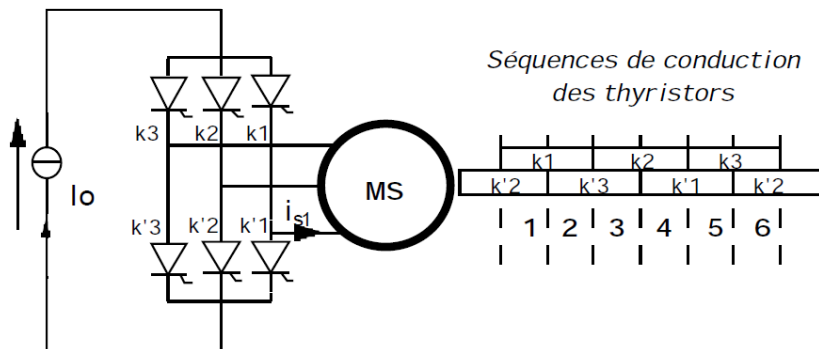 Séquences de conduction
des thyristors
k3 k2 k1
Io
MS
k'3 k'2 k'1
i_s1
k1 k2 k3
k'2 k'3 k'1 k'2
1 2 3 4 5 6